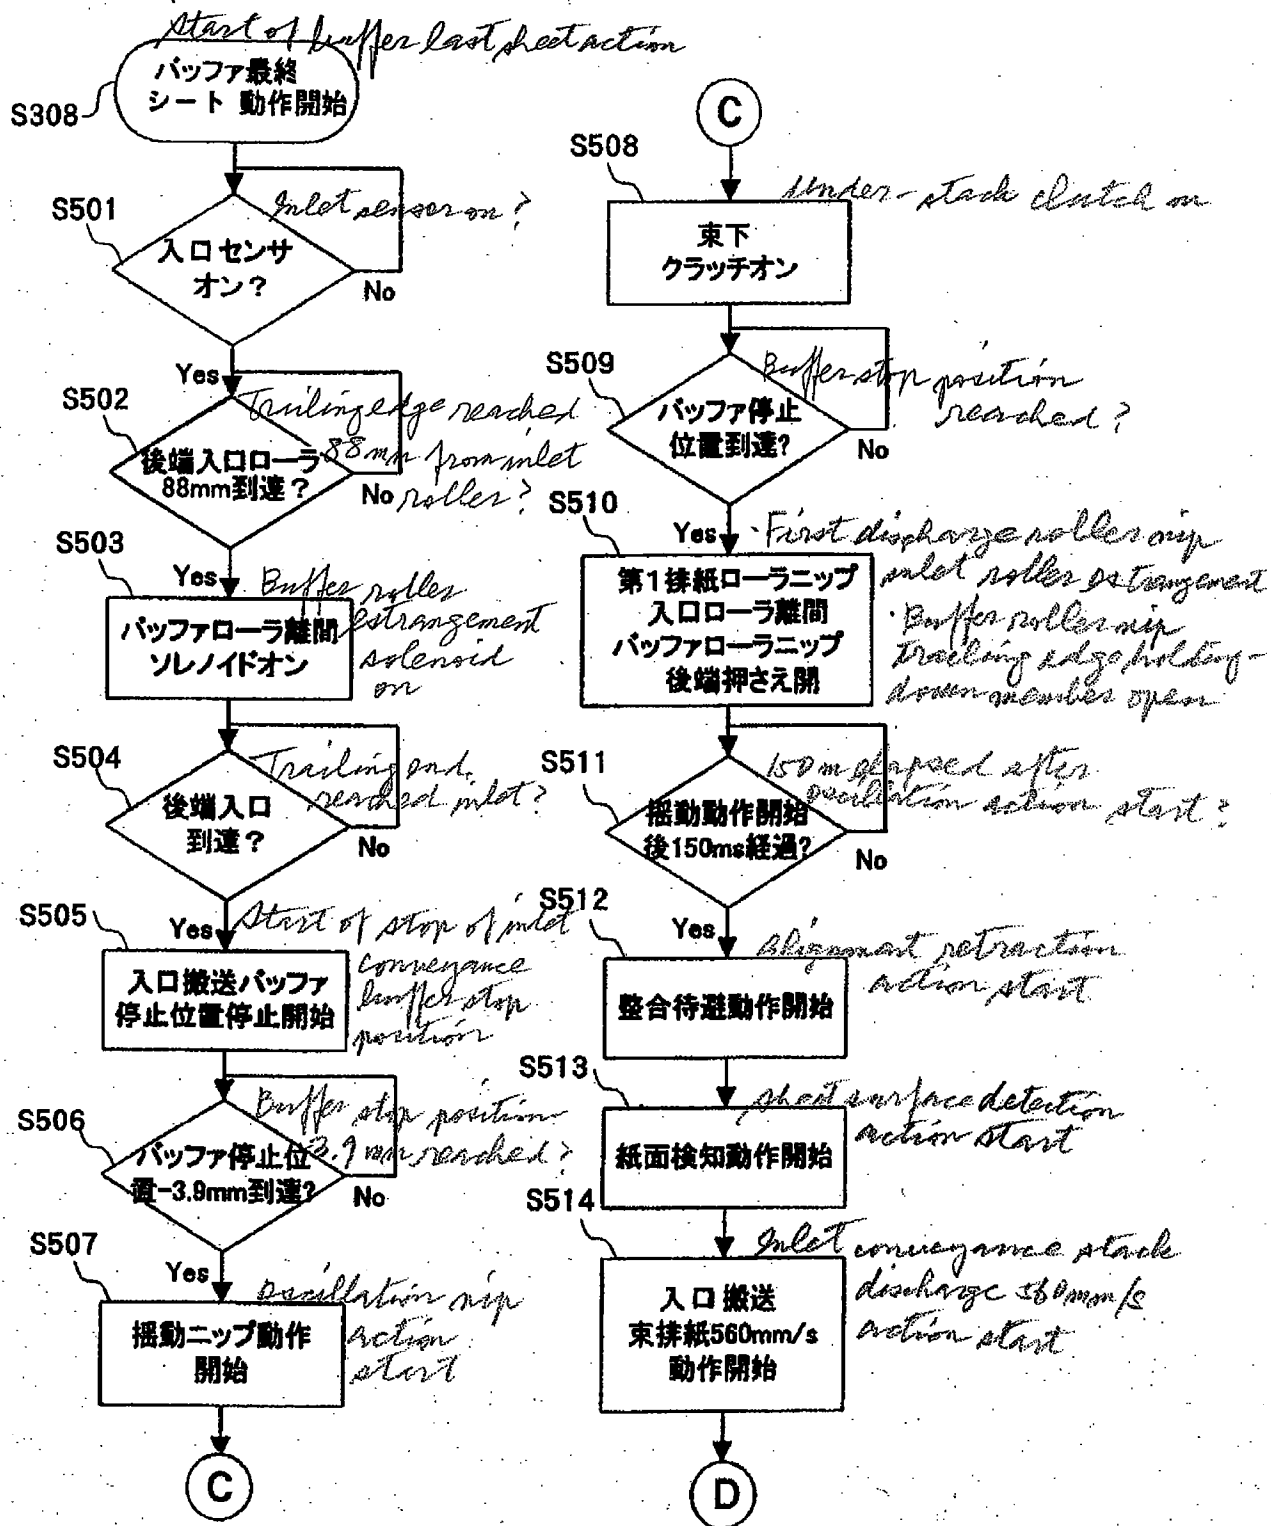 Start of buffer last sheet action
バッファ最終
シート 動作開始
S308
S501
Inlet senser on?
入口センサ
オン？
No
Yes
S502
Trailing edge reached
88mm from inlet
roller?
後端入口ローラ
88mm到達？
No
Yes
S503
Buffer roller
estrangement
solenoid
on
バッファローラ離間
ソレノイドオン
S504
Trailing end
reached inlet?
後端入口
到達？
No
Yes
S505
Start of stop of inlet
conveyance
buffer stop
position
入口搬送バッファ
停止位置停止開始
S506
Buffer stop position
-3.9mm reached?
バッファ停止位
置-3.9mm到達?
No
Yes
S507
Oscillation nip
action
start
揺動ニップ動作
開始
C
C
S508
Under-stack clutch on
束下
クラッチオン
S509
Buffer stop position
reached?
バッファ停止
位置到達?
No
Yes
S510
・First discharge roller nip
inlet roller estrangement
・Buffer roller nip
trailing edge holding-
down member open
第1排紙ローラニップ
入口ローラ離間
バッファローラニップ
後端押さえ開
S511
150m elapsed after
oscillation action start?
揺動動作開始
後150ms経過?
No
Yes
S512
alignment retraction
action start
整合待避動作開始
S513
sheet surface detection
action start
紙面検知動作開始
S514
Inlet conveyance stack
discharge 560mm/s
action start
入口搬送
束排紙560mm/s
動作開始
D